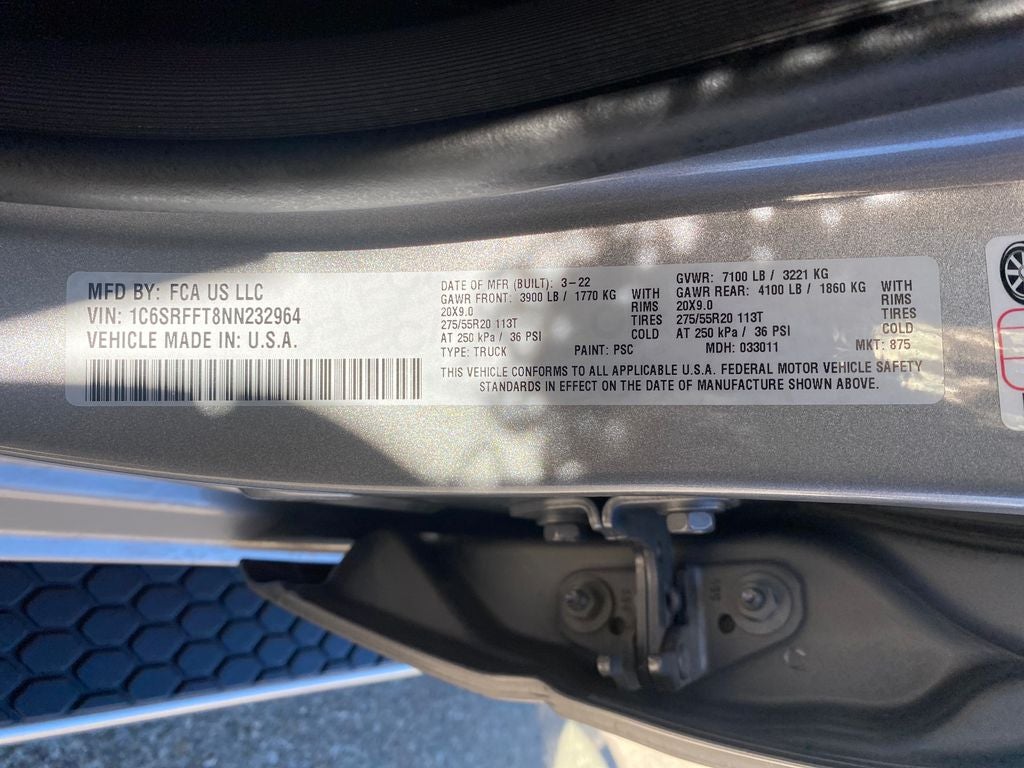 MFD BY: FCA US LLC
VIN: 1C6SRFFT8NN232964
VEHICLE MADE IN: U.S.A.
DATE OF MFR (BUILT): 3-22
GAWR FRONT: 3900 LB / 1770 KG WITH
20X9.0 RIMS
275/55R20 113T TIRES
AT 250 kPa / 36 PSI COLD
GVWR: 7100 LB / 3221 KG
GAWR REAR: 4100 LB / 1860 KG WITH
20X9.0 RIMS
275/55R20 113T TIRES
AT 250 kPa / 36 PSI COLD
TYPE: TRUCK PAINT: PSC MDH: 033011 MKT: 875
THIS VEHICLE CONFORMS TO ALL APPLICABLE U.S.A. FEDERAL MOTOR VEHICLE SAFETY
STANDARDS IN EFFECT ON THE DATE OF MANUFACTURE SHOWN ABOVE.